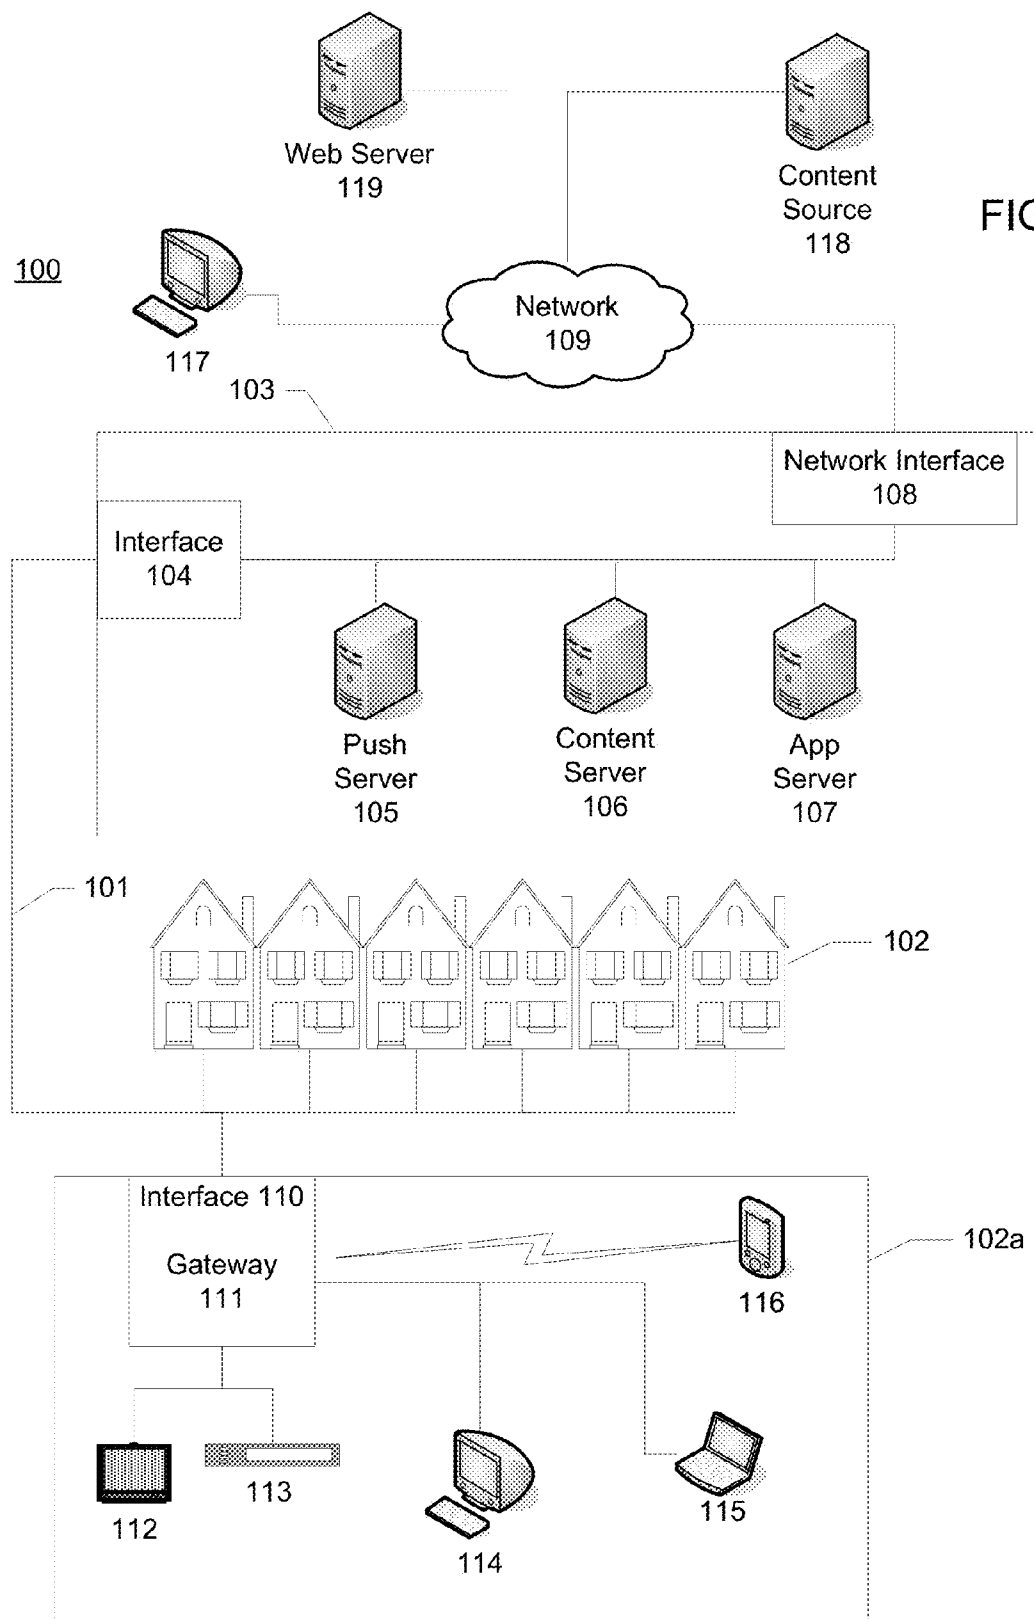 Web Server
119
Content
Source
118
FIG
100
117
Network
109
103
Network Interface
108
Interface
104
Push
Server
105
Content
Server
106
App
Server
107
101
102
Interface 110
Gateway
111
116
102a
112
113
114
115